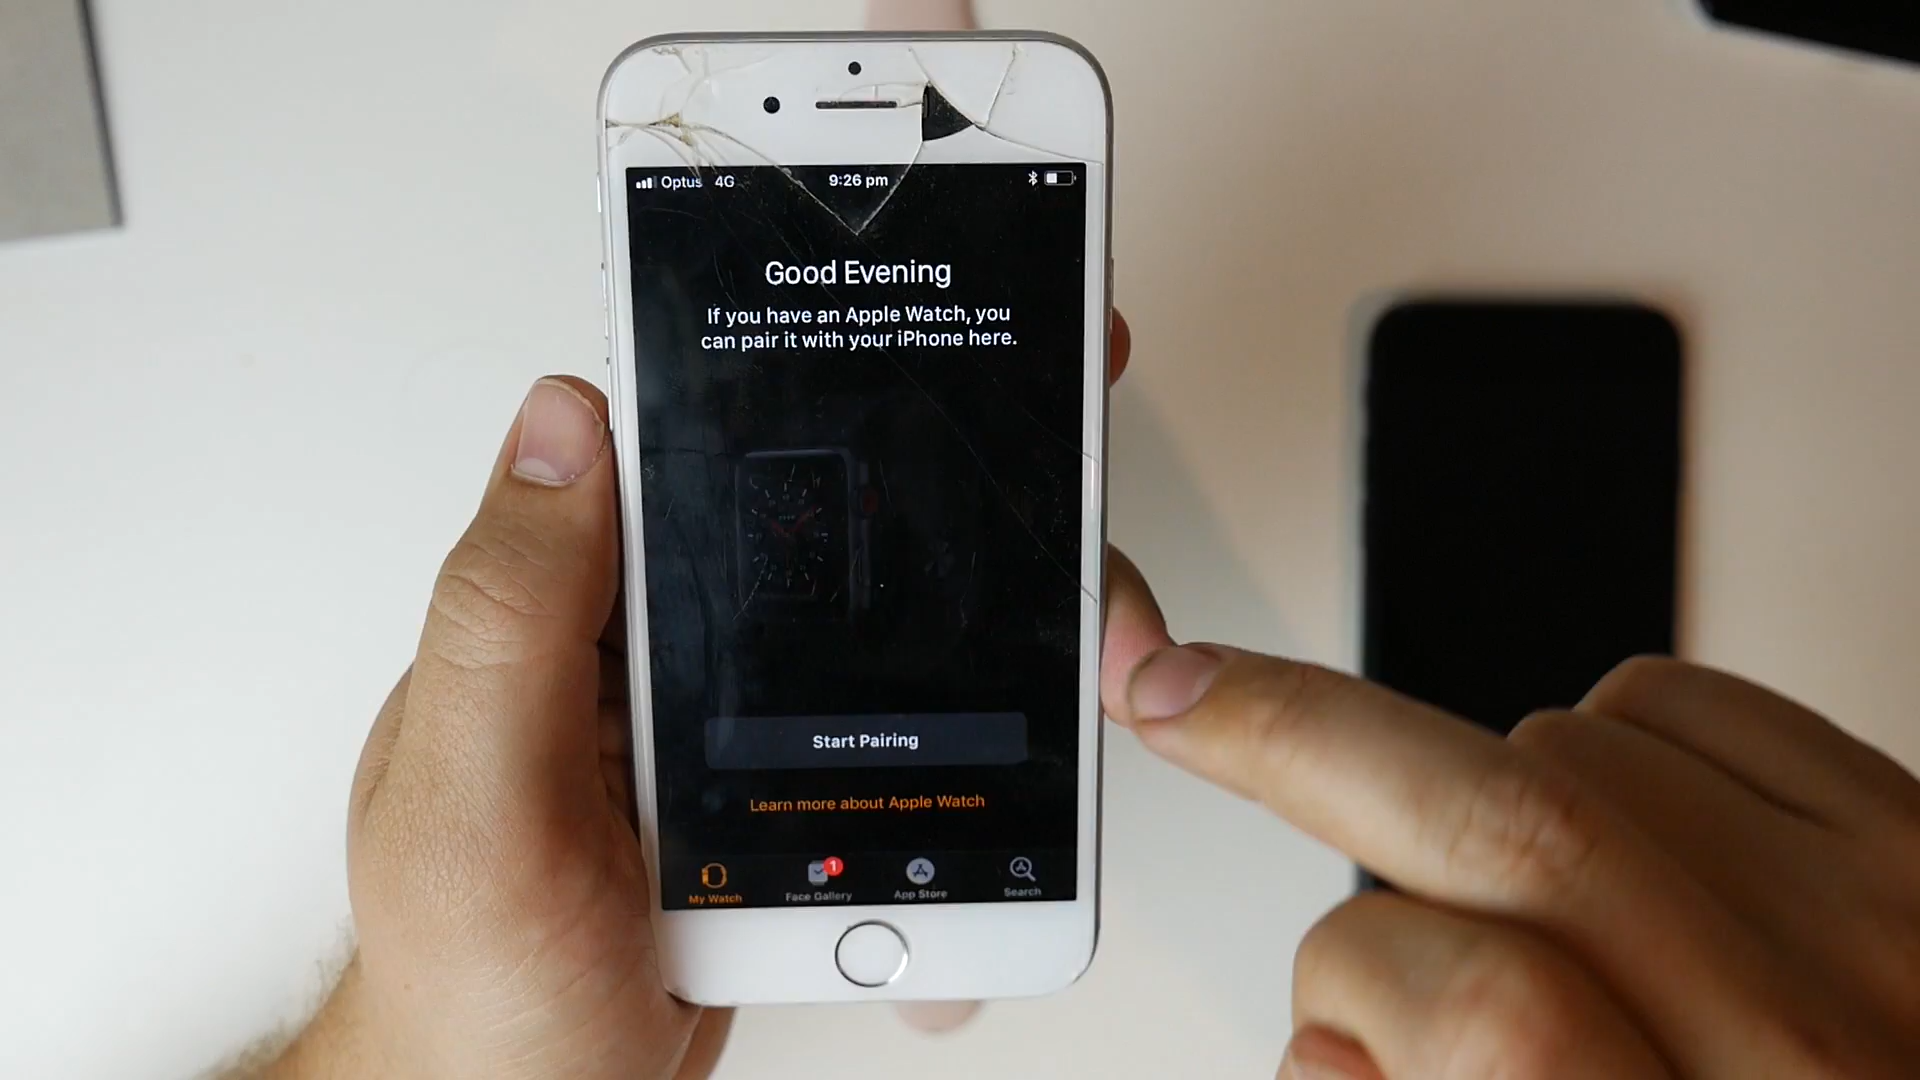 Optus 4G 9:26 pm
Good Evening
If you have an Apple Watch, you
can pair it with your iPhone here.
Start Pairing
Learn more about Apple Watch
1
My Watch Face Gallery App Store Search